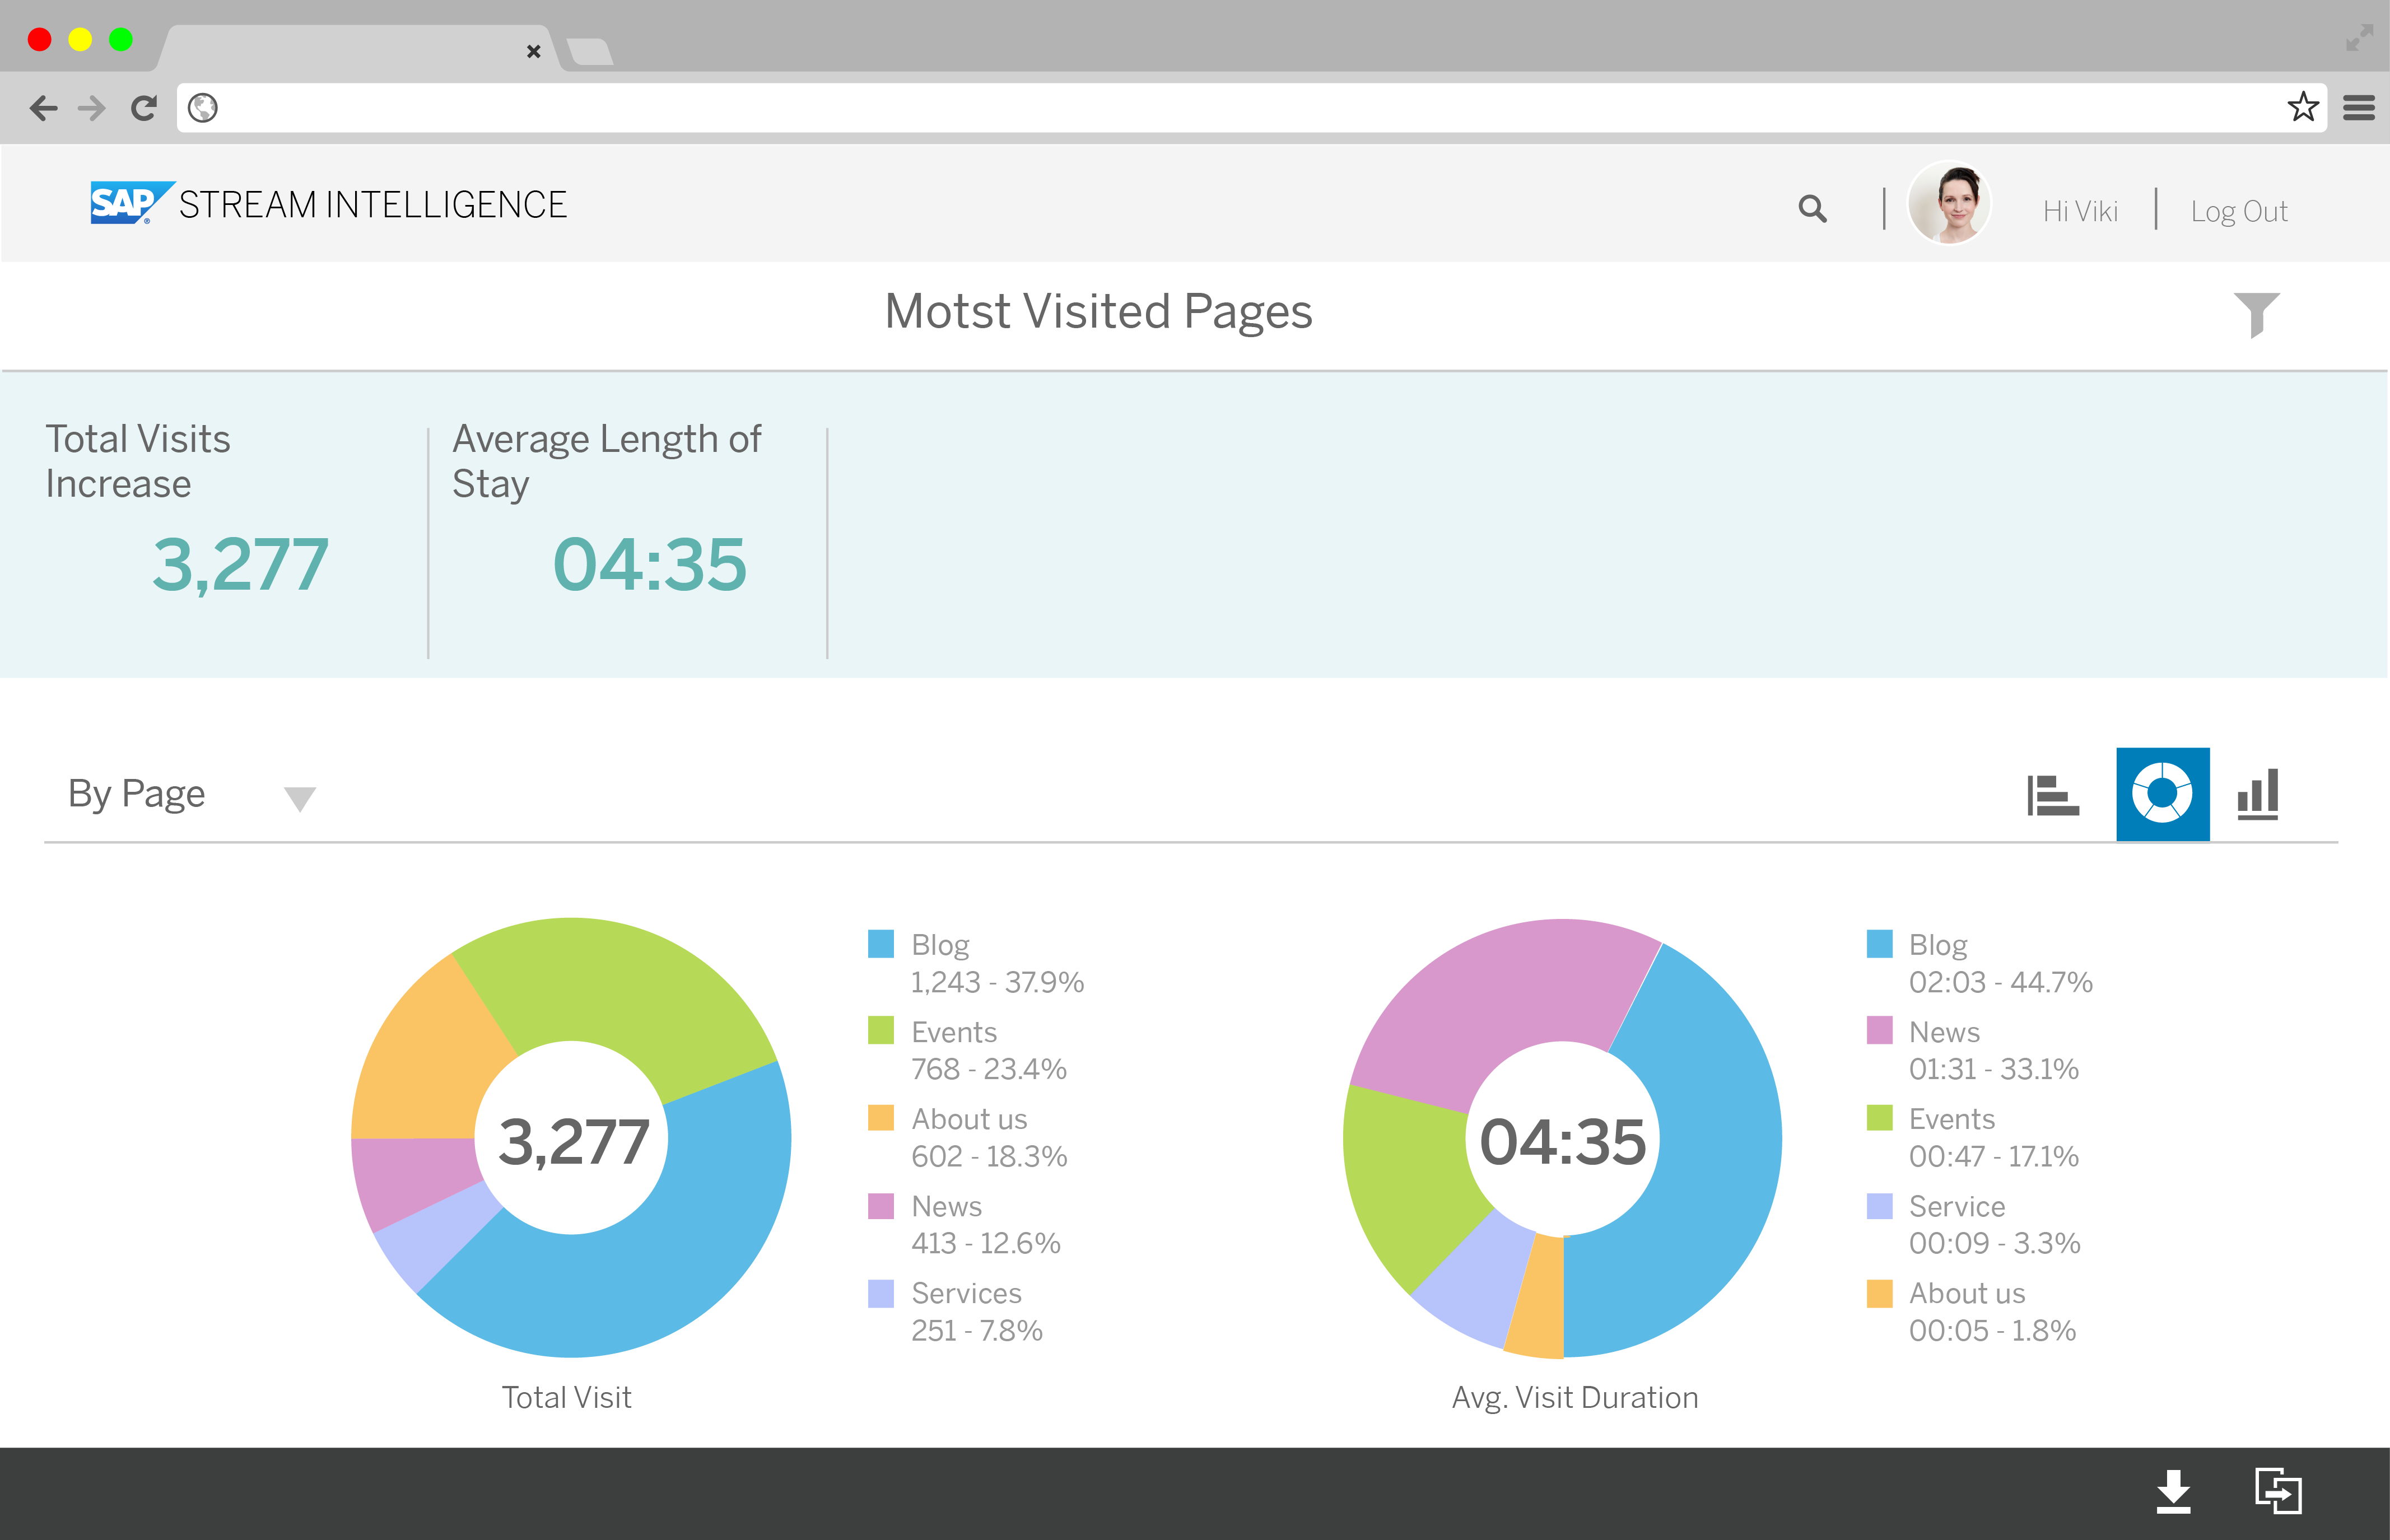 SAP STREAM INTELLIGENCE
Hi Viki
Log Out
Motst Visited Pages
Total Visits
Increase
3,277
Average Length of
Stay
04:35
By Page
3,277
Blog
1,243 - 37.9%
Events
768 - 23.4%
About us
602 - 18.3%
News
413 - 12.6%
Services
251 - 7.8%
Total Visit
04:35
Blog
02:03 - 44.7%
News
01:31 - 33.1%
Events
00:47 - 17.1%
Service
00:09 - 3.3%
About us
00:05 - 1.8%
Avg. Visit Duration